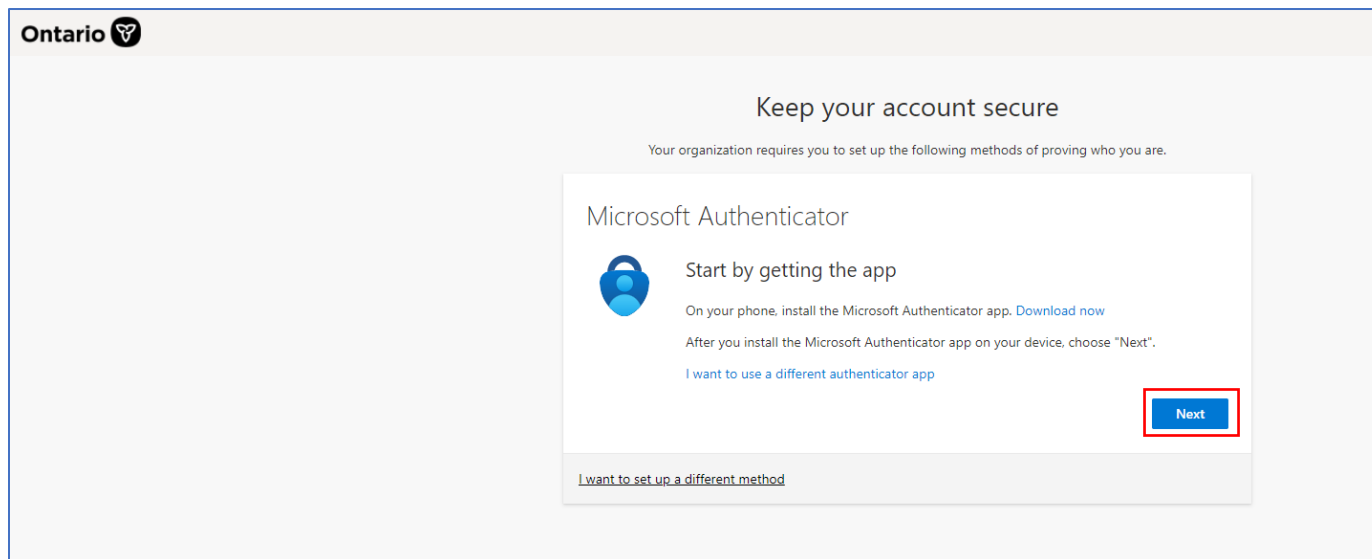 Ontario
Keep your account secure
Your organization requires you to set up the following methods of proving who you are.
Microsoft Authenticator
Start by getting the app
On your phone, install the Microsoft Authenticator app. Download now
After you install the Microsoft Authenticator app on your device, choose "Next".
I want to use a different authenticator app
Next
I want to set up a different method